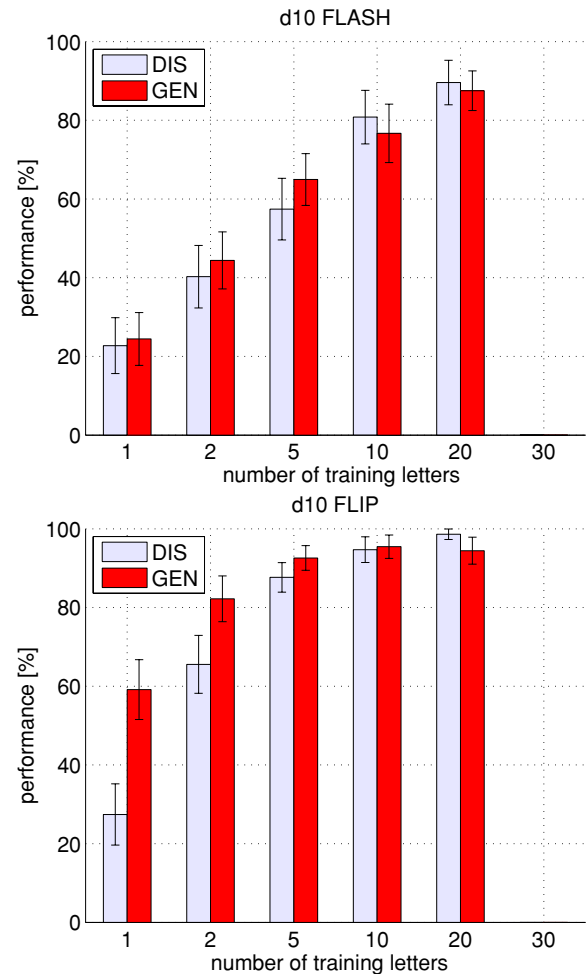 d10 FLASH
100
DIS
GEN
80
60
40
20
0
performance [%]
1 2 5 10 20 30
number of training letters
d10 FLIP
100
DIS
GEN
80
60
40
20
0
performance [%]
1 2 5 10 20 30
number of training letters